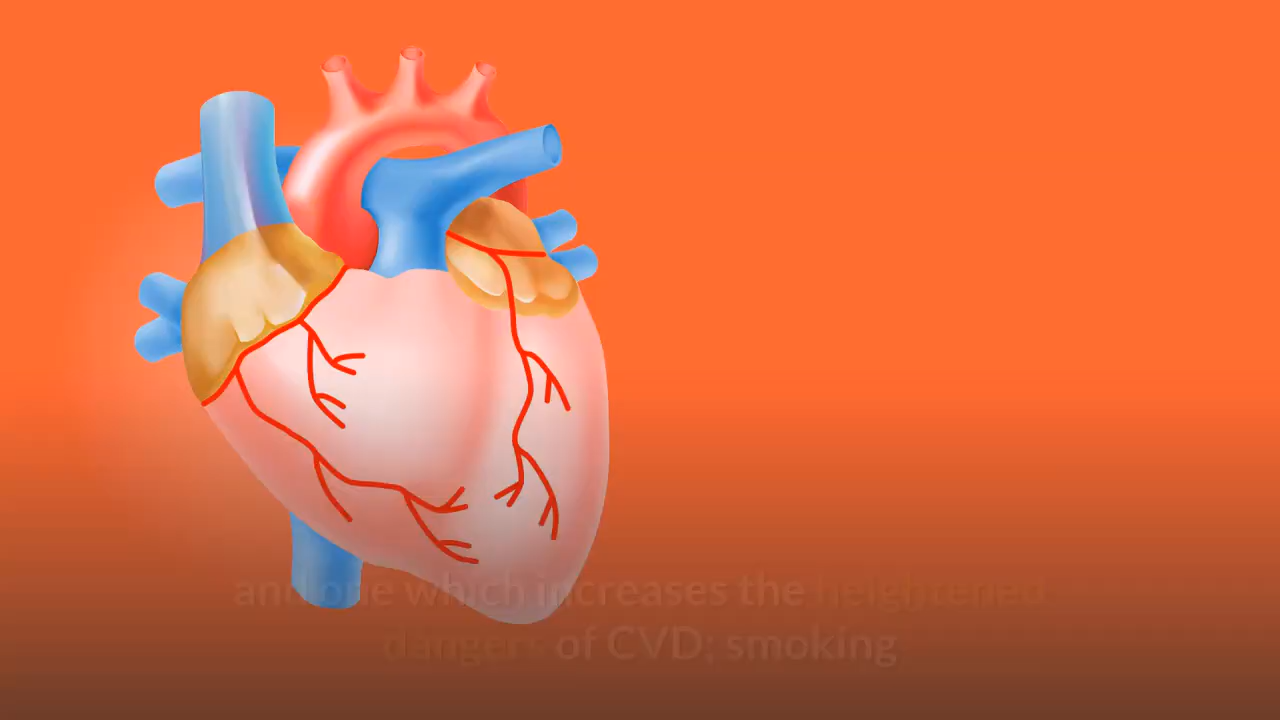 and one which increases the heightened
dangers of CVD; smoking